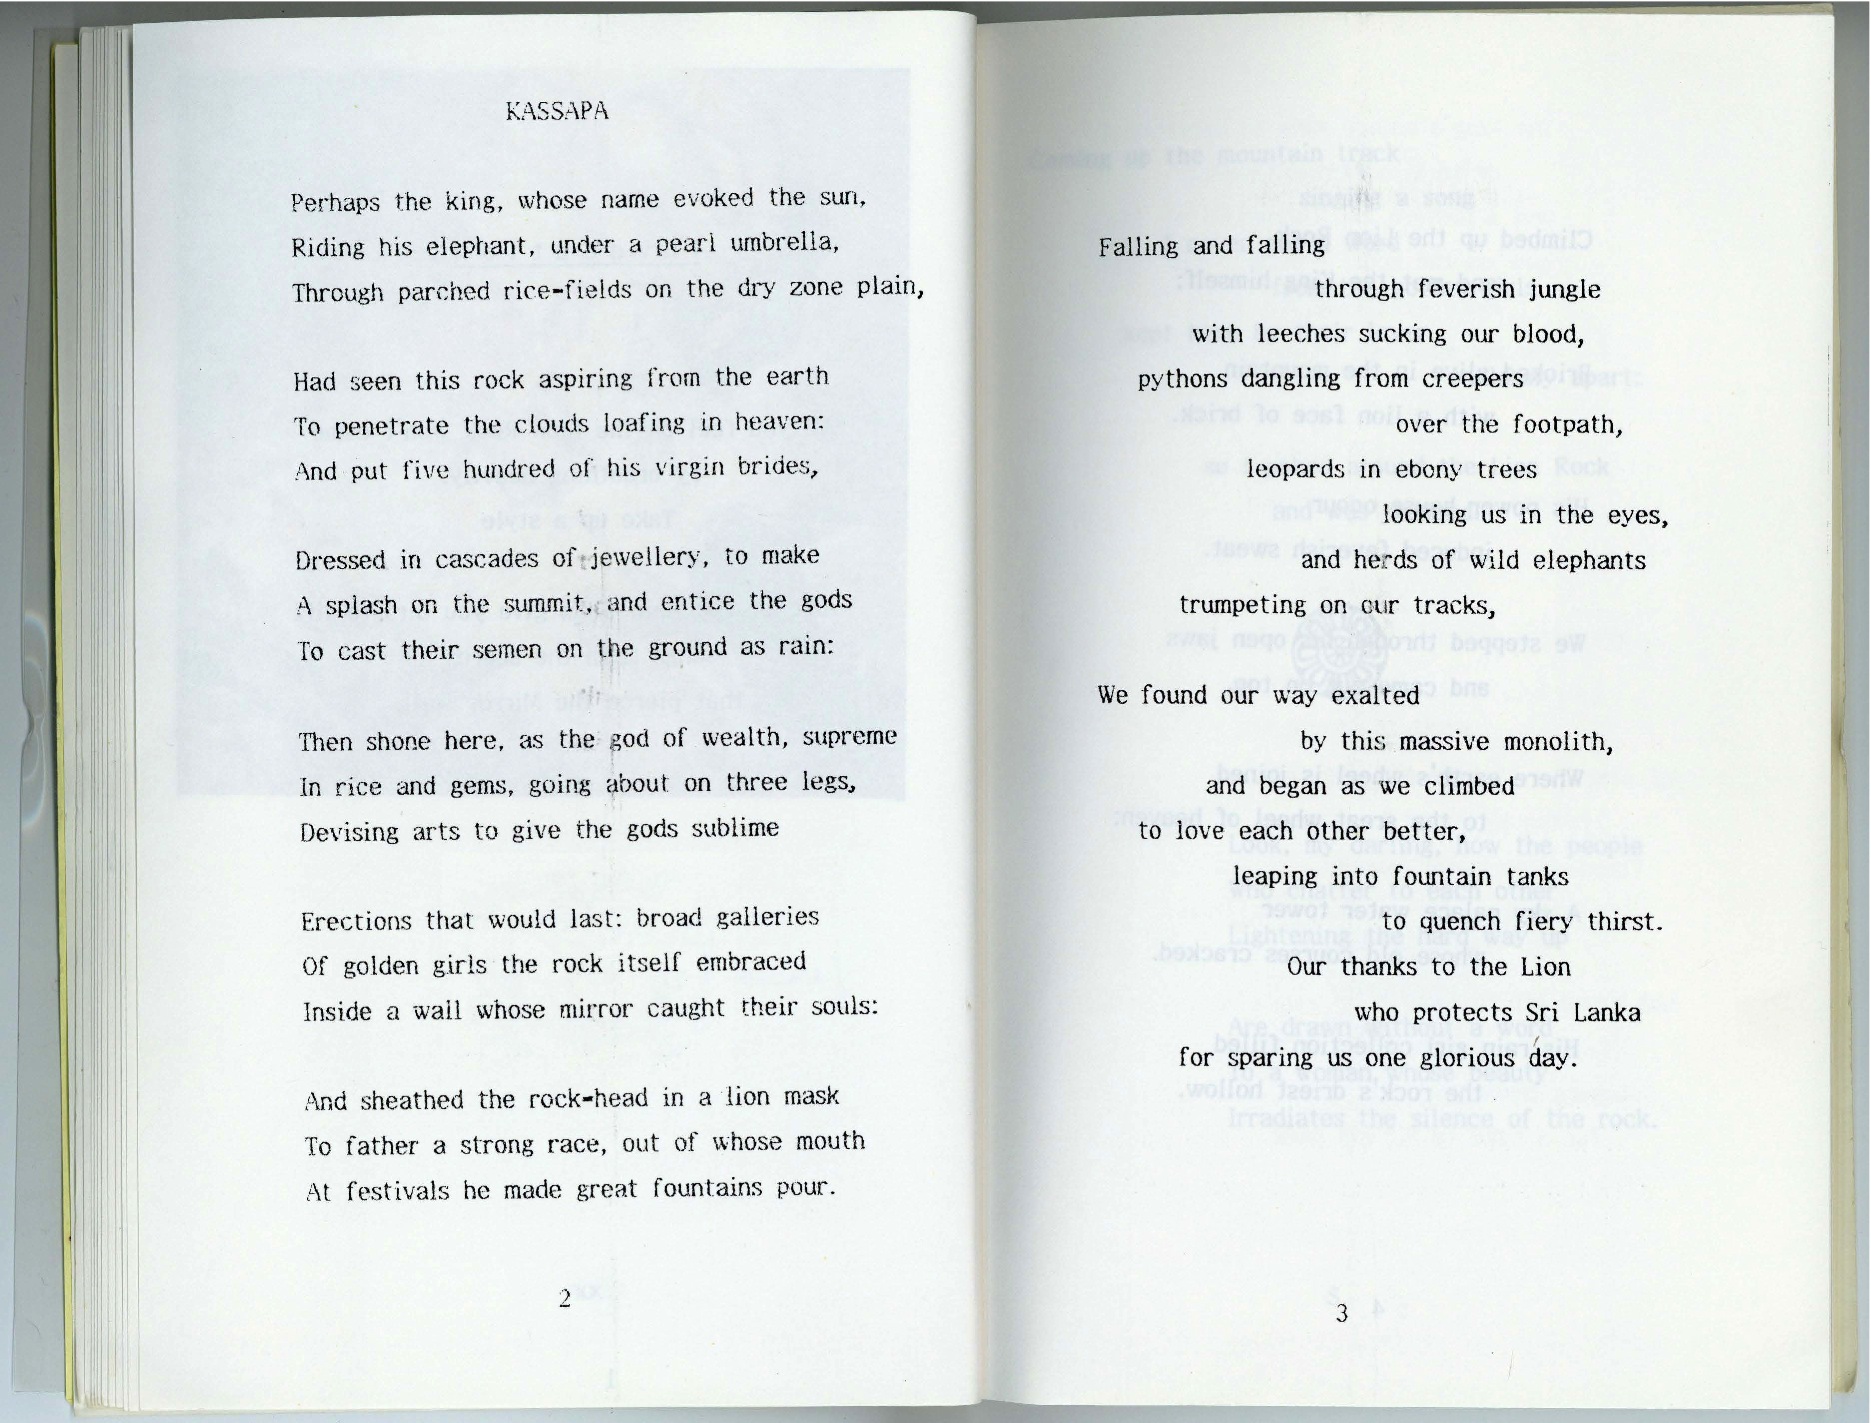 KASSAPA
Perhaps the king, whose name evoked the sun,
Riding his elephant, under a pearl umbrella,
Through parched rice-fields on the dry zone plain,
Had seen this rock aspiring from the earth
To penetrate the clouds loafing in heaven:
And put five hundred of his virgin brides,
Dressed in cascades of jewellery, to make
A splash on the summit, and entice the gods
To cast their semen on the ground as rain:
Then shone here, as the god of wealth, supreme
In rice and gems, going about on three legs,
Devising arts to give the gods sublime
Erections that would last: broad galleries
Of golden girls the rock itself embraced
Inside a wall whose mirror caught their souls:
And sheathed the rock-head in a lion mask
To father a strong race, out of whose mouth
At festivals he made great fountains pour.
2
Falling and falling
through feverish jungle
with leeches sucking our blood,
pythons dangling from creepers
over the footpath,
leopards in ebony trees
looking us in the eyes,
and herds of wild elephants
trumpeting on our tracks,
We found our way exalted
by this massive monolith,
and began as we climbed
to love each other better,
leaping into fountain tanks
to quench fiery thirst.
Our thanks to the Lion
who protects Sri Lanka
for sparing us one glorious day.
3